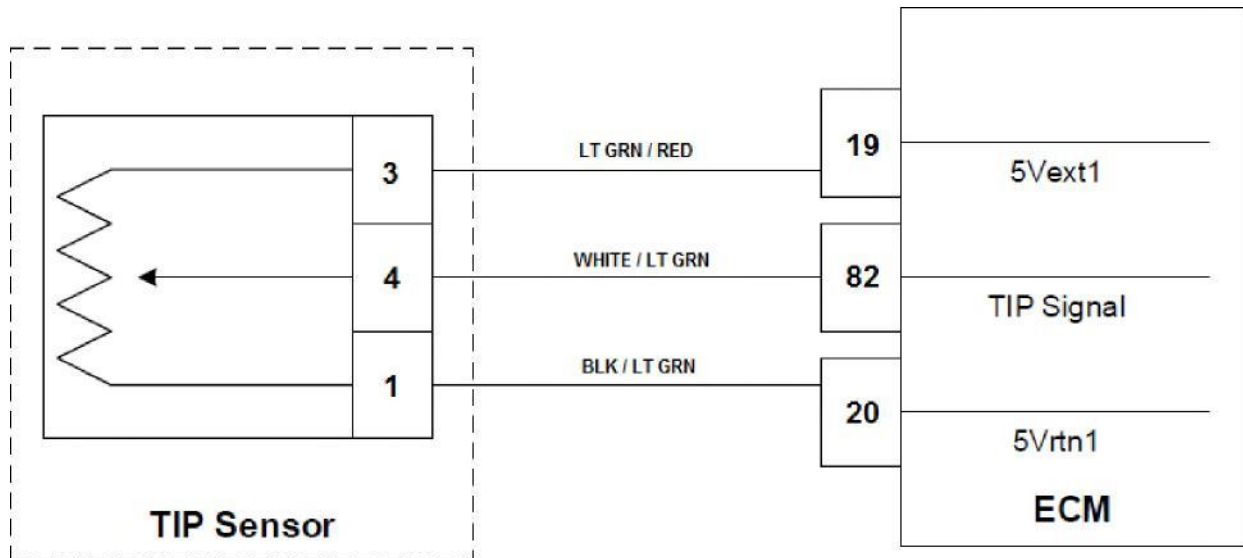 LT GRN / RED
3
19
5Vext1
WHITE / LT GRN
4
82
TIP Signal
BLK / LT GRN
1
20
5Vrtn1
TIP Sensor
ECM